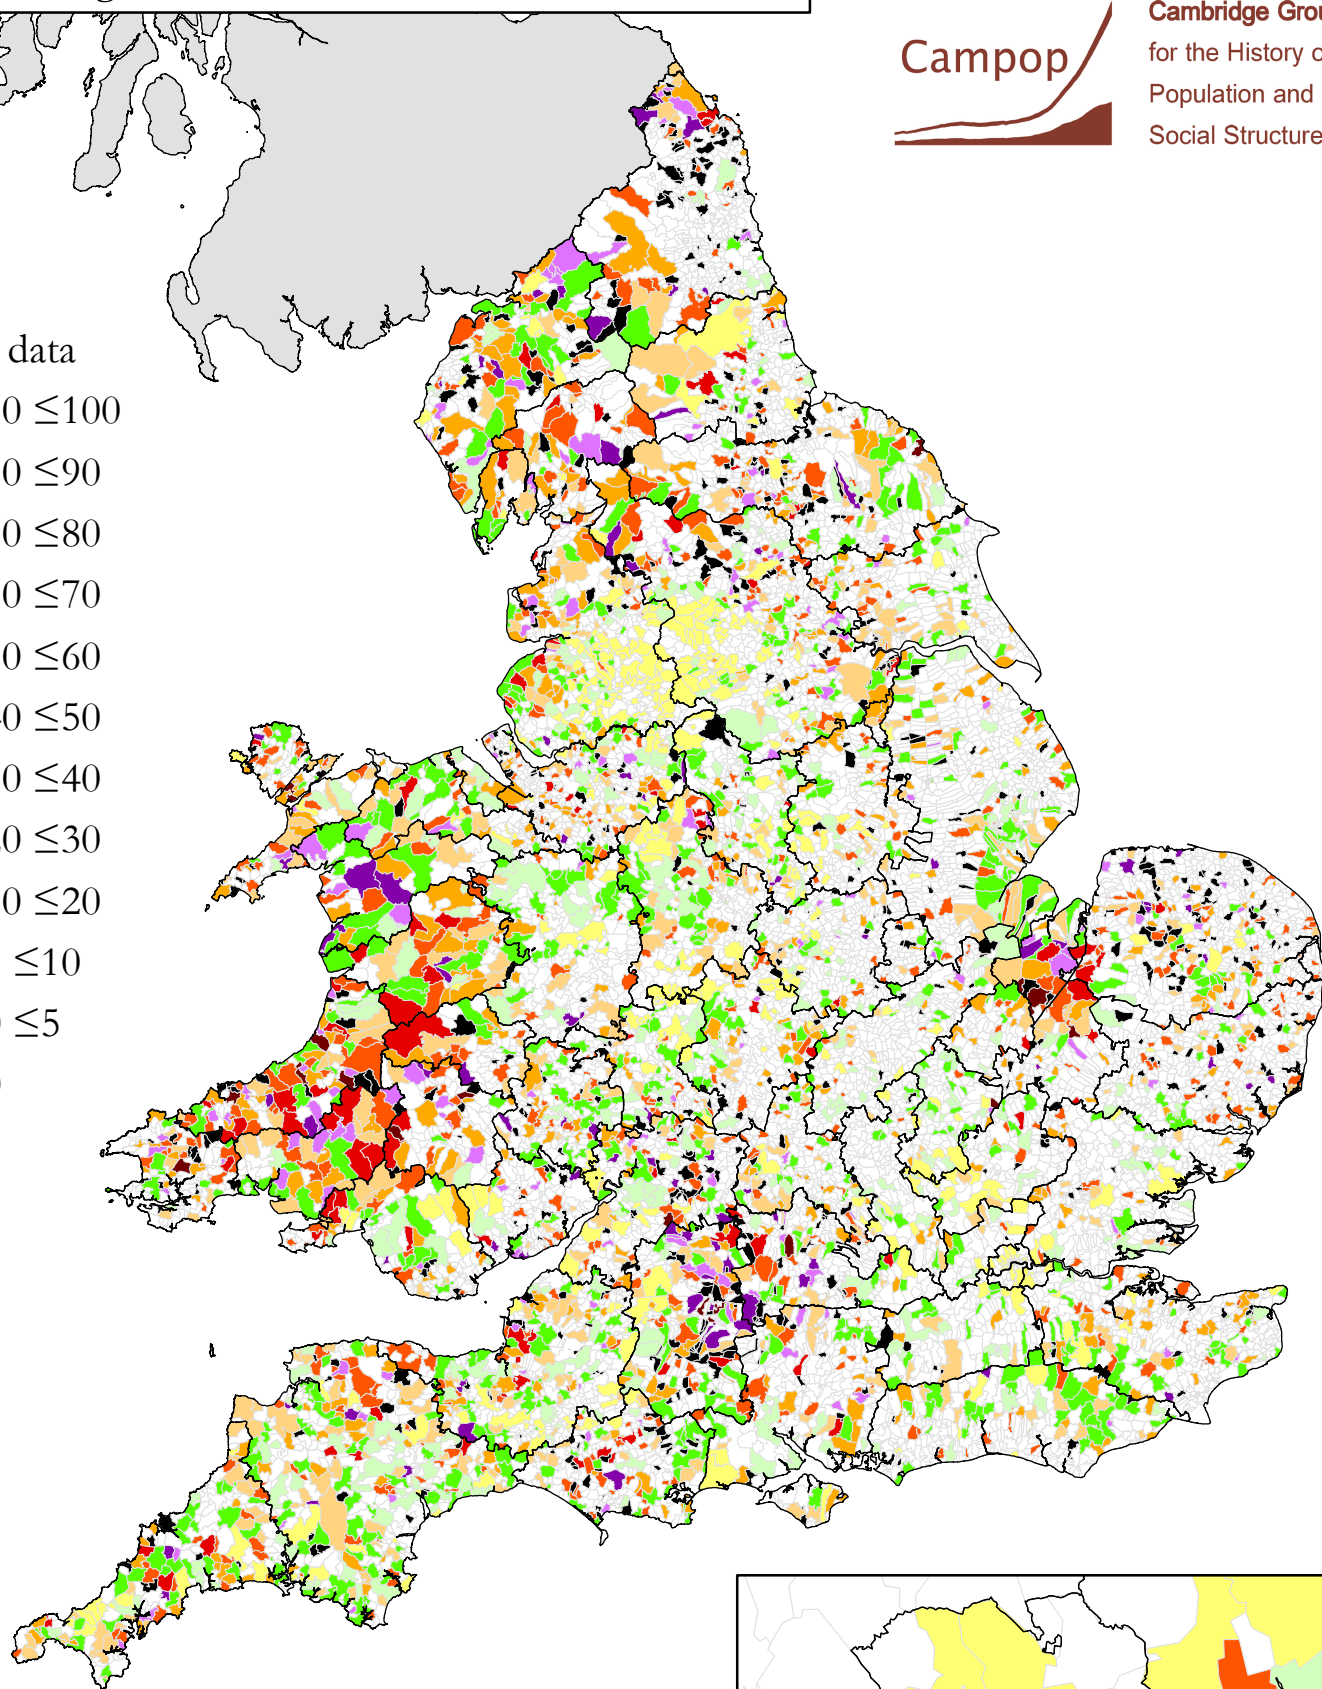 Campop
Cambridge Grou
for the History o
Population and
Social Structure
data
0 ≤100
0 ≤90
0 ≤80
0 ≤70
0 ≤60
0 ≤50
0 ≤40
0 ≤30
0 ≤20
≤10
≤5